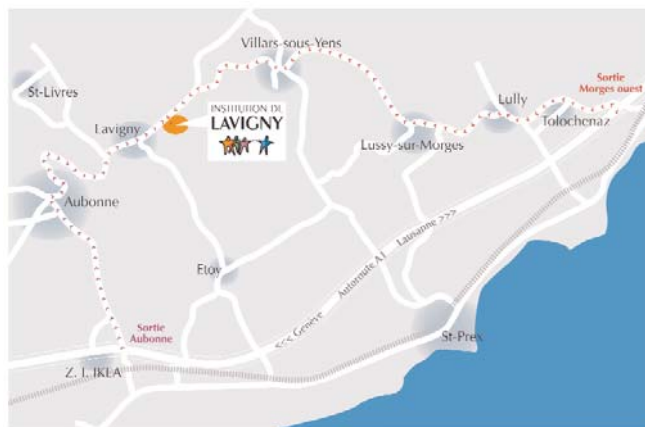 Villars-sous-Yens
St-Livres
Sortie
Morges ouest
Lully
INSTITUTION DE
LAVIGNY
Tolochenaz
Lavigny
Lussy-sur-Morges
Aubonne
Etoy
<<< Genève Autoroute A1 Lausanne >>>
Sortie
Aubonne
St-Prex
Z. I. IKEA